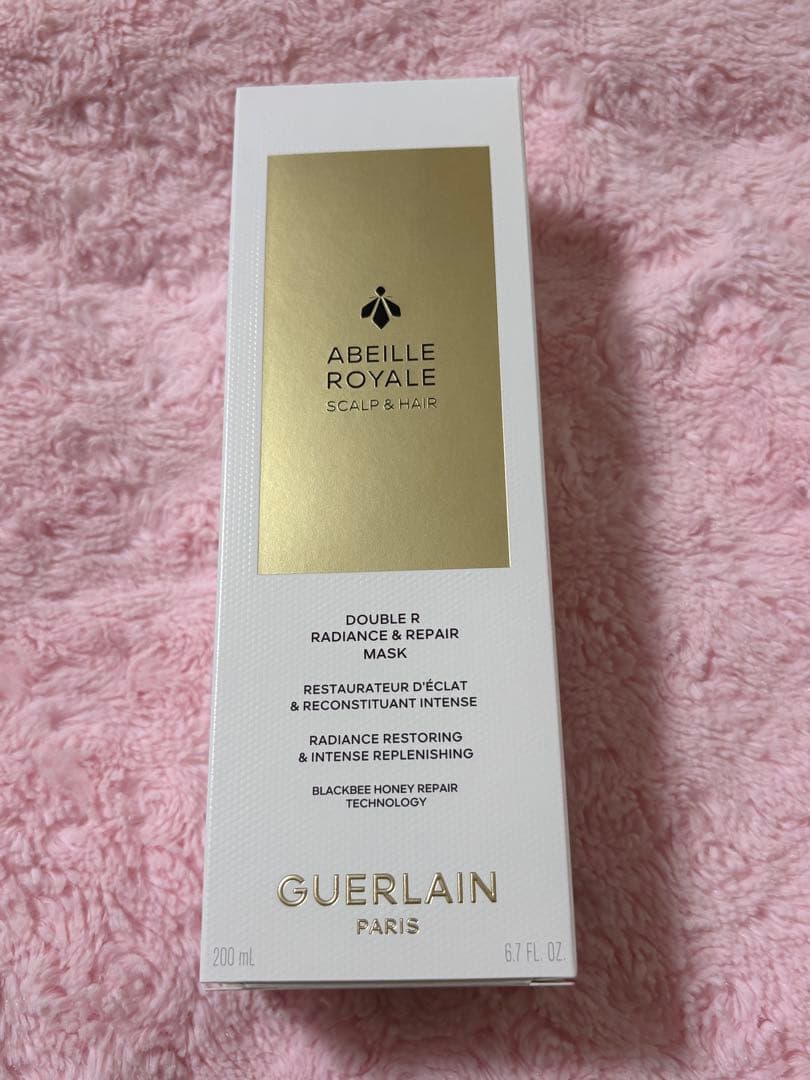 ABEILLE
ROYALE
SCALP & HAIR
DOUBLE R
RADIANCE & REPAIR
MASK
RESTAURATEUR D'ÉCLAT
& RECONSTITUANT INTENSE
RADIANCE RESTORING
& INTENSE REPLENISHING
BLACKBEE HONEY REPAIR
TECHNOLOGY
GUERLAIN
PARIS
200 mL
6.7 FL. OZ.